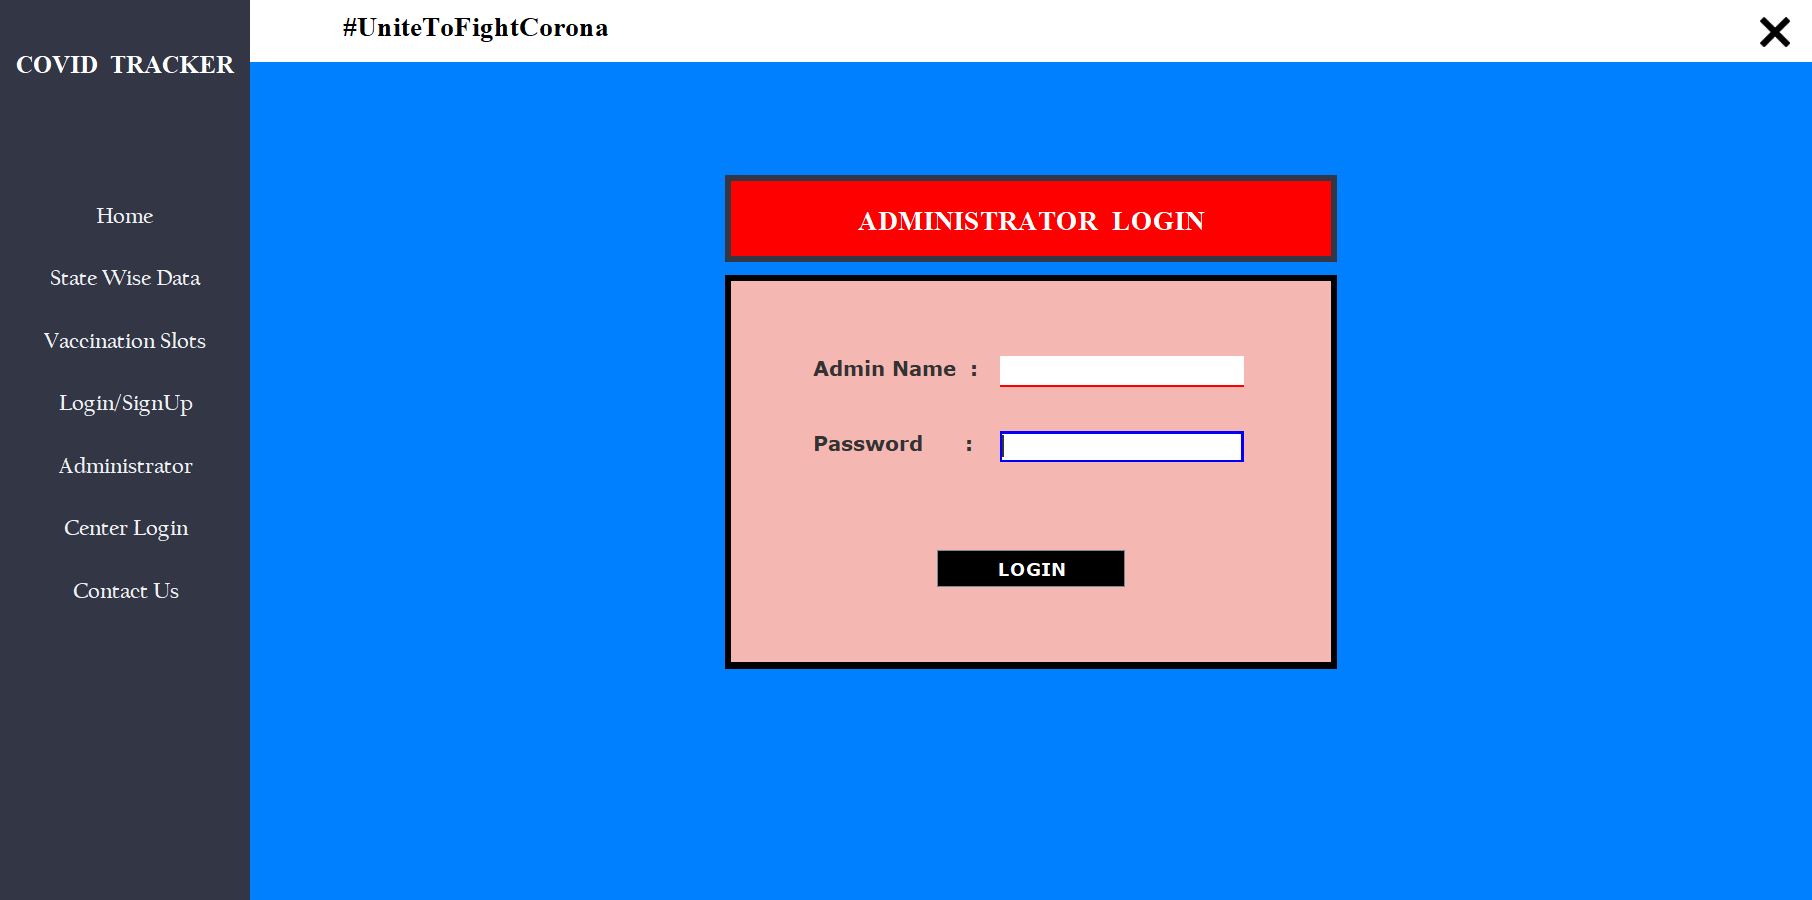 COVID TRACKER
#UniteToFightCorona
Home
State Wise Data
Vaccination Slots
Login/SignUp
Administrator
Center Login
Contact Us
ADMINISTRATOR LOGIN
Admin Name :
Password :
LOGIN